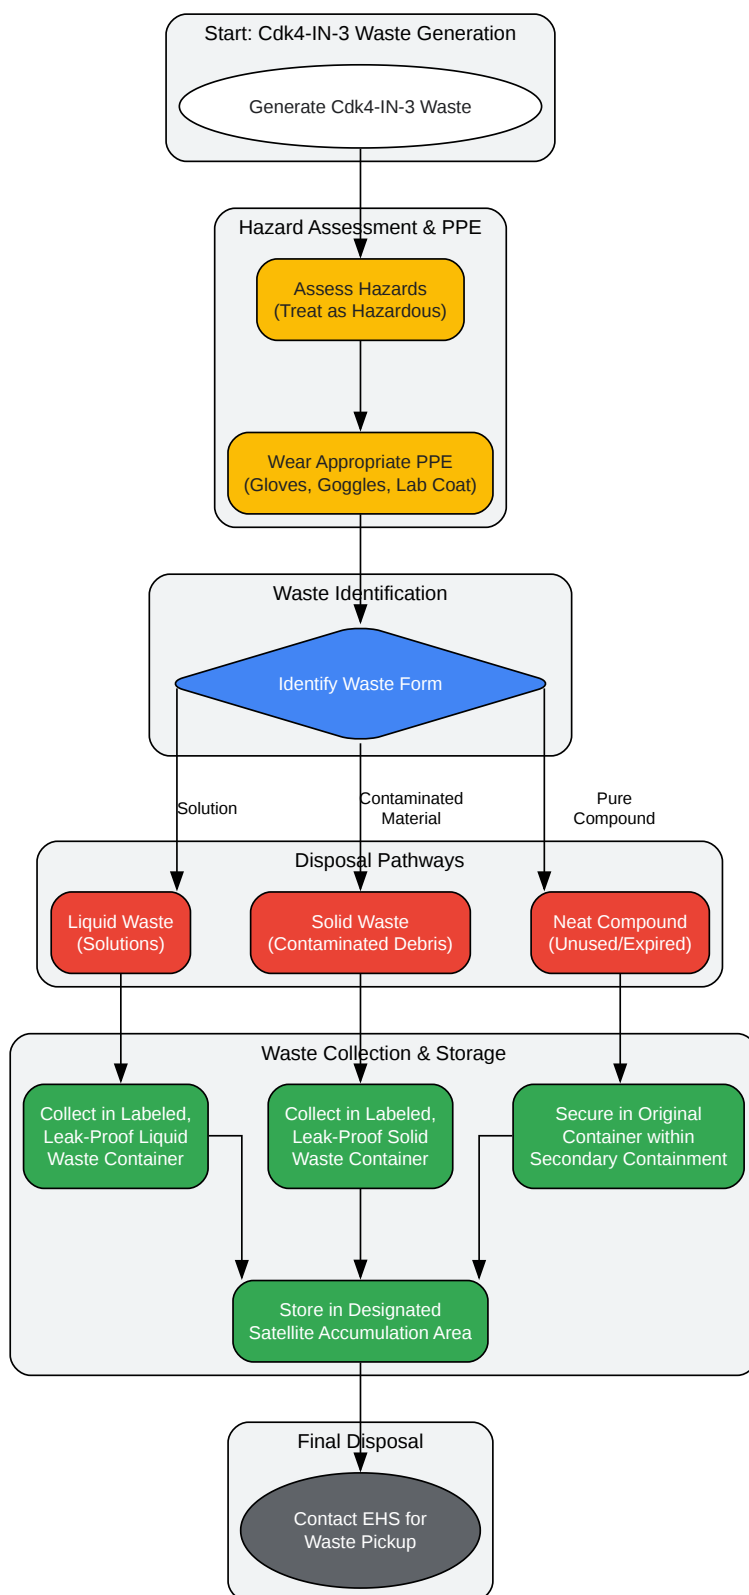 Start: Cdk4-IN-3 Waste Generation
Generate Cdk4-IN-3 Waste
Hazard Assessment & PPE
Assess Hazards
(Treat as Hazardous)
Wear Appropriate PPE
(Gloves, Goggles, Lab Coat)
Waste Identification
Identify Waste Form
Solution
Contaminated
Material
Pure
Compound
Disposal Pathways
Liquid Waste
(Solutions)
Solid Waste
(Contaminated Debris)
Neat Compound
(Unused/Expired)
Waste Collection & Storage
Collect in Labeled,
Leak-Proof Liquid
Waste Container
Collect in Labeled,
Leak-Proof Solid
Waste Container
Secure in Original
Container within
Secondary Containment
Store in Designated
Satellite Accumulation Area
Final Disposal
Contact EHS for
Waste Pickup